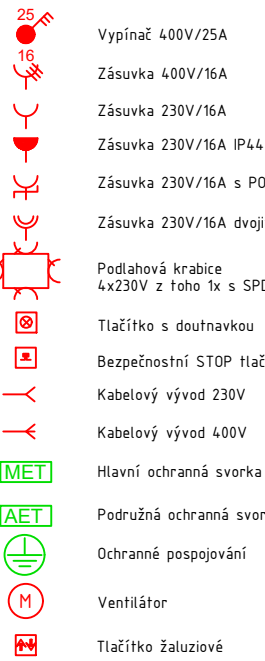 25
Vypínač 400V/25A
16
Zásuvka 400V/16A
Zásuvka 230V/16A
Zásuvka 230V/16A IP44
Zásuvka 230V/16A s PO
Zásuvka 230V/16A dvoji
Podlahová krabice
4x230V z toho 1x s SPD
Tlačítko s doutnavkou
Bezpečnostní STOP tlač
Kabelový vývod 230V
Kabelový vývod 400V
MET Hlavní ochranná svorka
AET Podružná ochranná svor
Ochranné pospojování
M Ventilátor
Tlačítko žaluziové